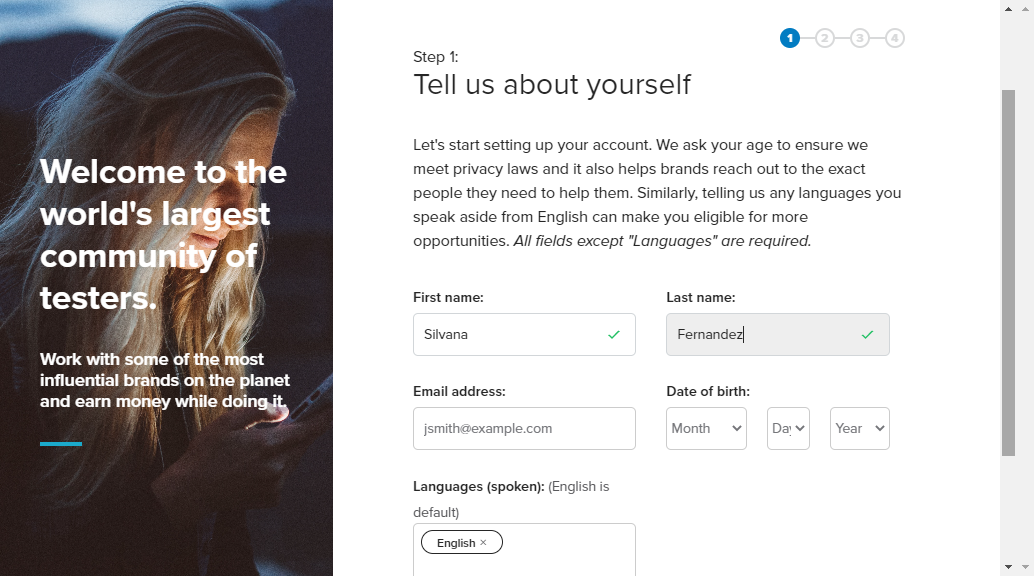 Welcome to the
world's largest
community of
testers.
Work with some of the most
influential brands on the planet
and earn money while doing it.
1 2 3 4
Step 1:
Tell us about yourself
Let's start setting up your account. We ask your age to ensure we
meet privacy laws and it also helps brands reach out to the exact
people they need to help them. Similarly, telling us any languages you
speak aside from English can make you eligible for more
opportunities. All fields except "Languages" are required.
First name: Last name:
Silvana Fernandez
Email address: Date of birth:
jsmith@example.com Month Day Year
Languages (spoken): (English is
default)
English ×